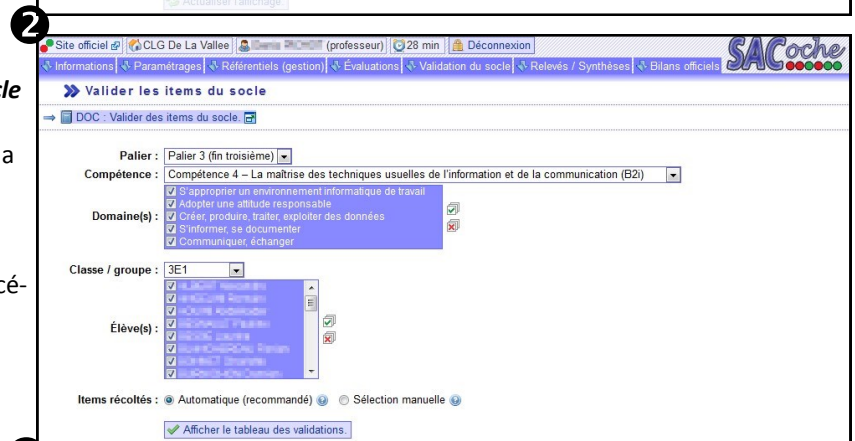 Actualiser l'affichage.
2
Site officiel CLG De La Vallee (professeur) 28 min Déconnexion
SACoche
Informations Paramétrages Référentiels (gestion) Évaluations Validation du socle Relevés / Synthèses Bilans officiels
cle
Valider les items du socle
DOC : Valider des items du socle.
a
Palier : Palier 3 (fin troisième)
Compétence : Compétence 4 – La maîtrise des techniques usuelles de l'information et de la communication (B2i)
Domaine(s) :
S'approprier un environnement informatique de travail
Adopter une attitude responsable
Créer, produire, traiter, exploiter des données
S'informer, se documenter
Communiquer, échanger
Classe / groupe : 3E1
cé-
Élève(s) :
Items récoltés : Automatique (recommandé) Sélection manuelle
Afficher le tableau des validations.